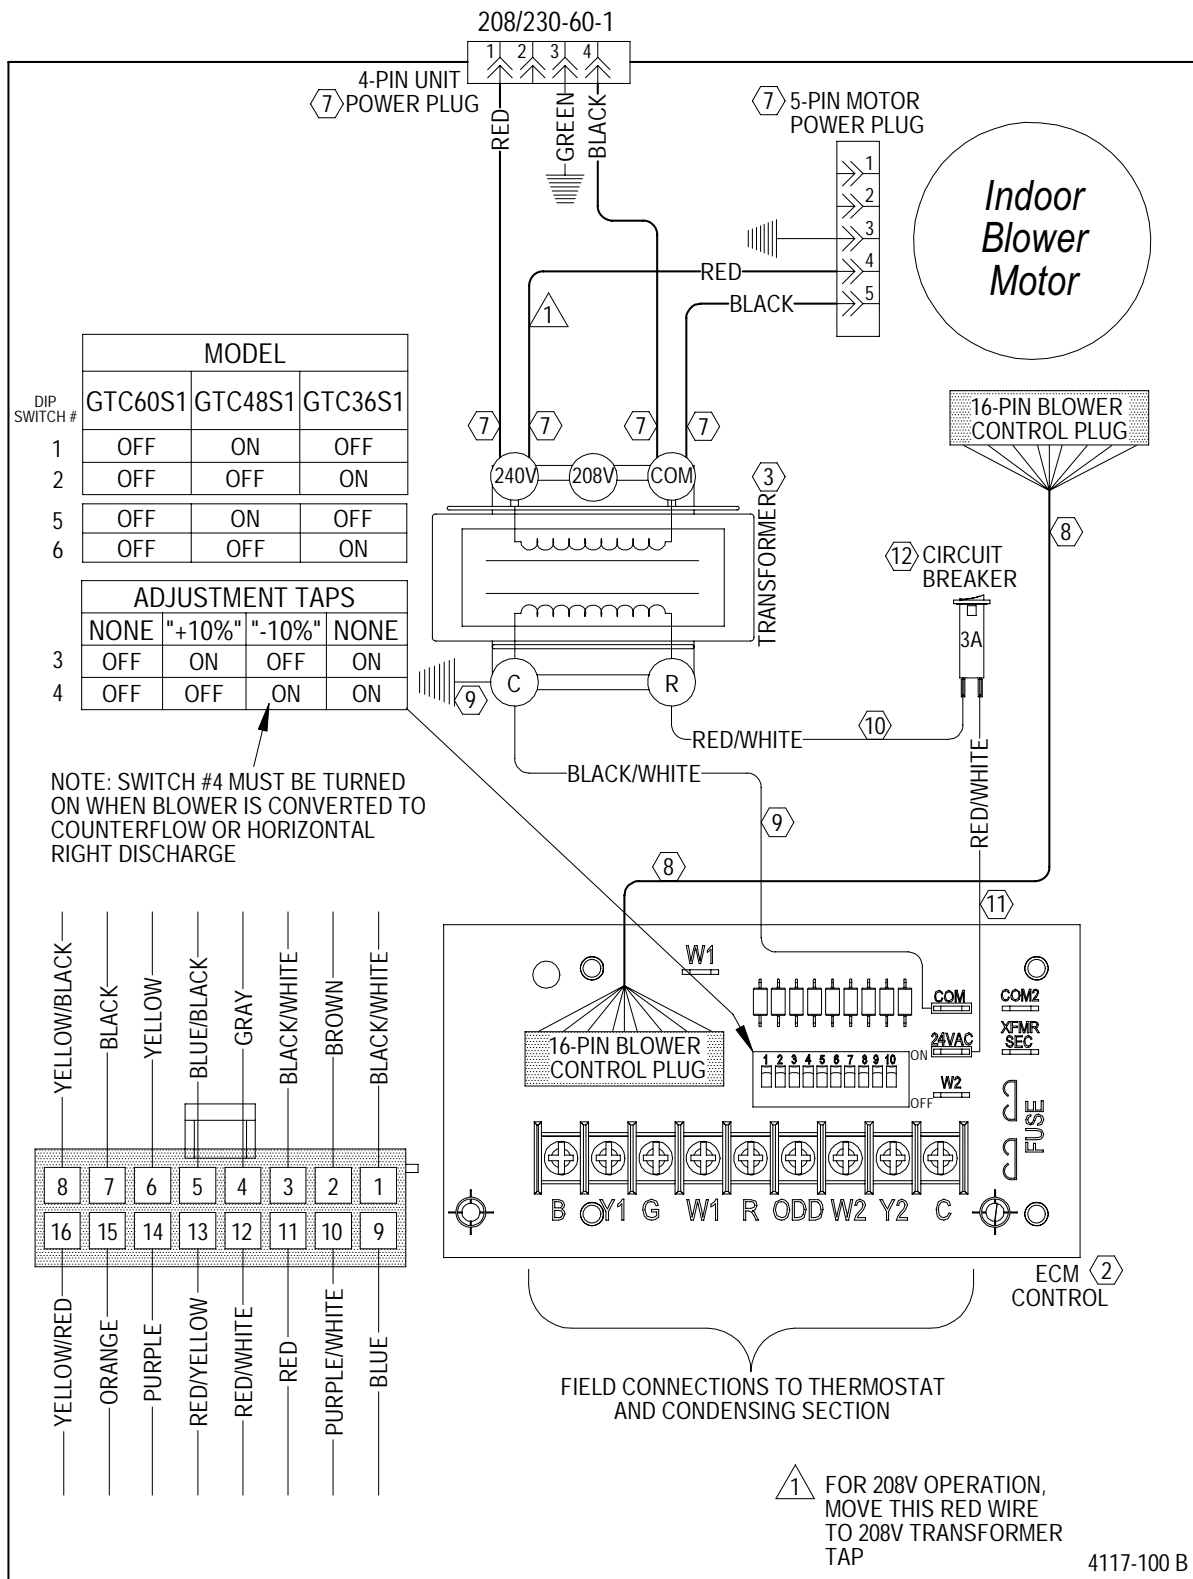 208/230-60-1
1 2 3 4
4-PIN UNIT
7 POWER PLUG
RED
GREEN
BLACK
7 5-PIN MOTOR
POWER PLUG
1
2
3
4
5
Indoor
Blower
Motor
RED
BLACK
1
MODEL
DIP
SWITCH #
GTC60S1 GTC48S1 GTC36S1
1 OFF ON OFF
2 OFF OFF ON
5 OFF ON OFF
6 OFF OFF ON
ADJUSTMENT TAPS
NONE "+10%" "-10%" NONE
3 OFF ON OFF ON
4 OFF OFF ON ON
NOTE: SWITCH #4 MUST BE TURNED
ON WHEN BLOWER IS CONVERTED TO
COUNTERFLOW OR HORIZONTAL
RIGHT DISCHARGE
7 7 7 7
240V 208V COM
3
TRANSFORMER
C R
9
RED/WHITE
10
BLACK/WHITE
9
16-PIN BLOWER
CONTROL PLUG
8
12 CIRCUIT
BREAKER
3A
RED/WHITE
11
8
W1
COM COM2
24VAC XFMR
SEC
W2
FUSE
16-PIN BLOWER
CONTROL PLUG
1 2 3 4 5 6 7 8 9 10
ON
OFF
B Y1 G W1 R ODD W2 Y2 C
ECM 2
CONTROL
FIELD CONNECTIONS TO THERMOSTAT
AND CONDENSING SECTION
YELLOW/BLACK
BLACK
YELLOW
BLUE/BLACK
GRAY
BLACK/WHITE
BROWN
BLACK/WHITE
8 7 6 5 4 3 2 1
16 15 14 13 12 11 10 9
YELLOW/RED
ORANGE
PURPLE
RED/YELLOW
RED/WHITE
RED
PURPLE/WHITE
BLUE
1 FOR 208V OPERATION,
MOVE THIS RED WIRE
TO 208V TRANSFORMER
TAP
4117-100 B